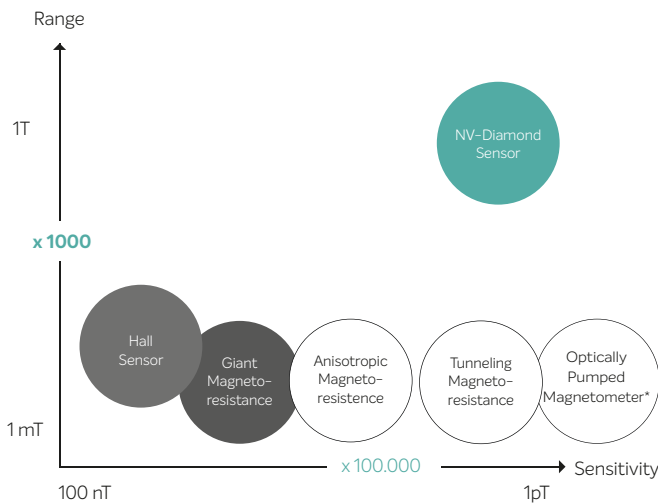 Range
1T
NV-Diamond
Sensor
x 1000
Hall
Sensor
Giant
Magneto-
resistance
Anisotropic
Magneto-
resistence
Tunneling
Magneto-
resistance
Optically
Pumped
Magnetometer*
1 mT
x 100.000
Sensitivity
100 nT
1pT